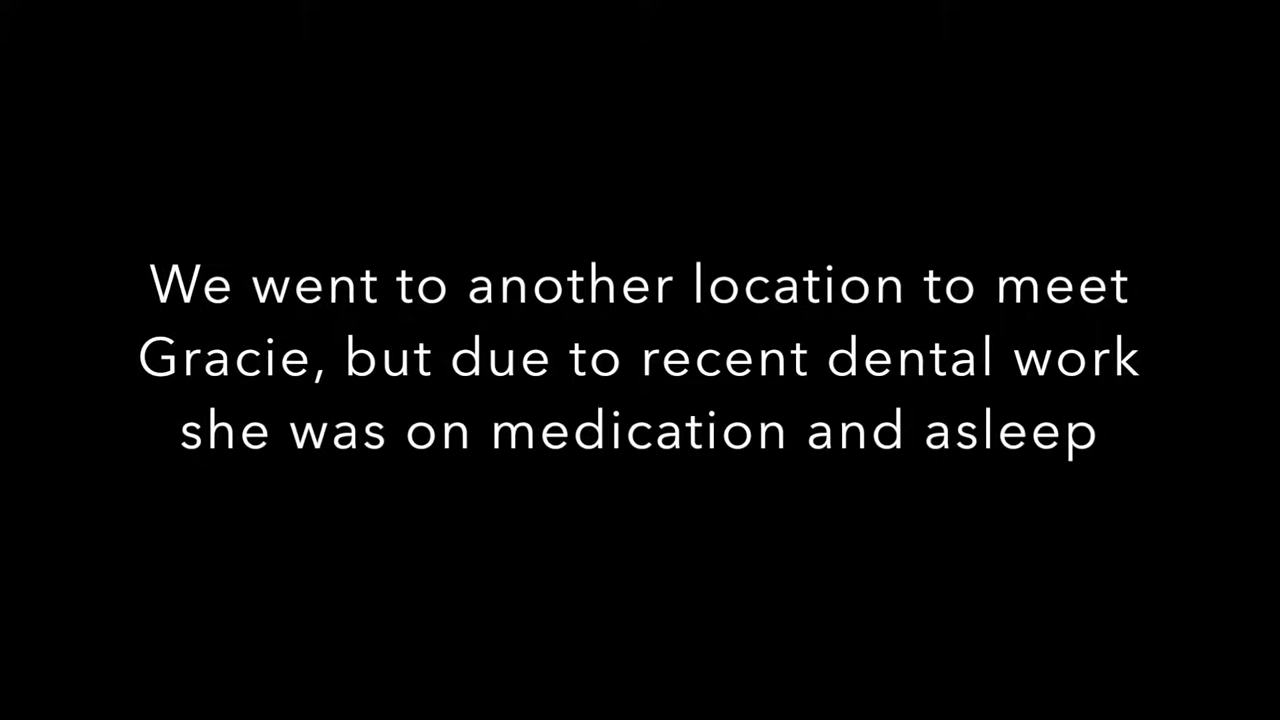 We went to another location to meet
Gracie, but due to recent dental work
she was on medication and asleep